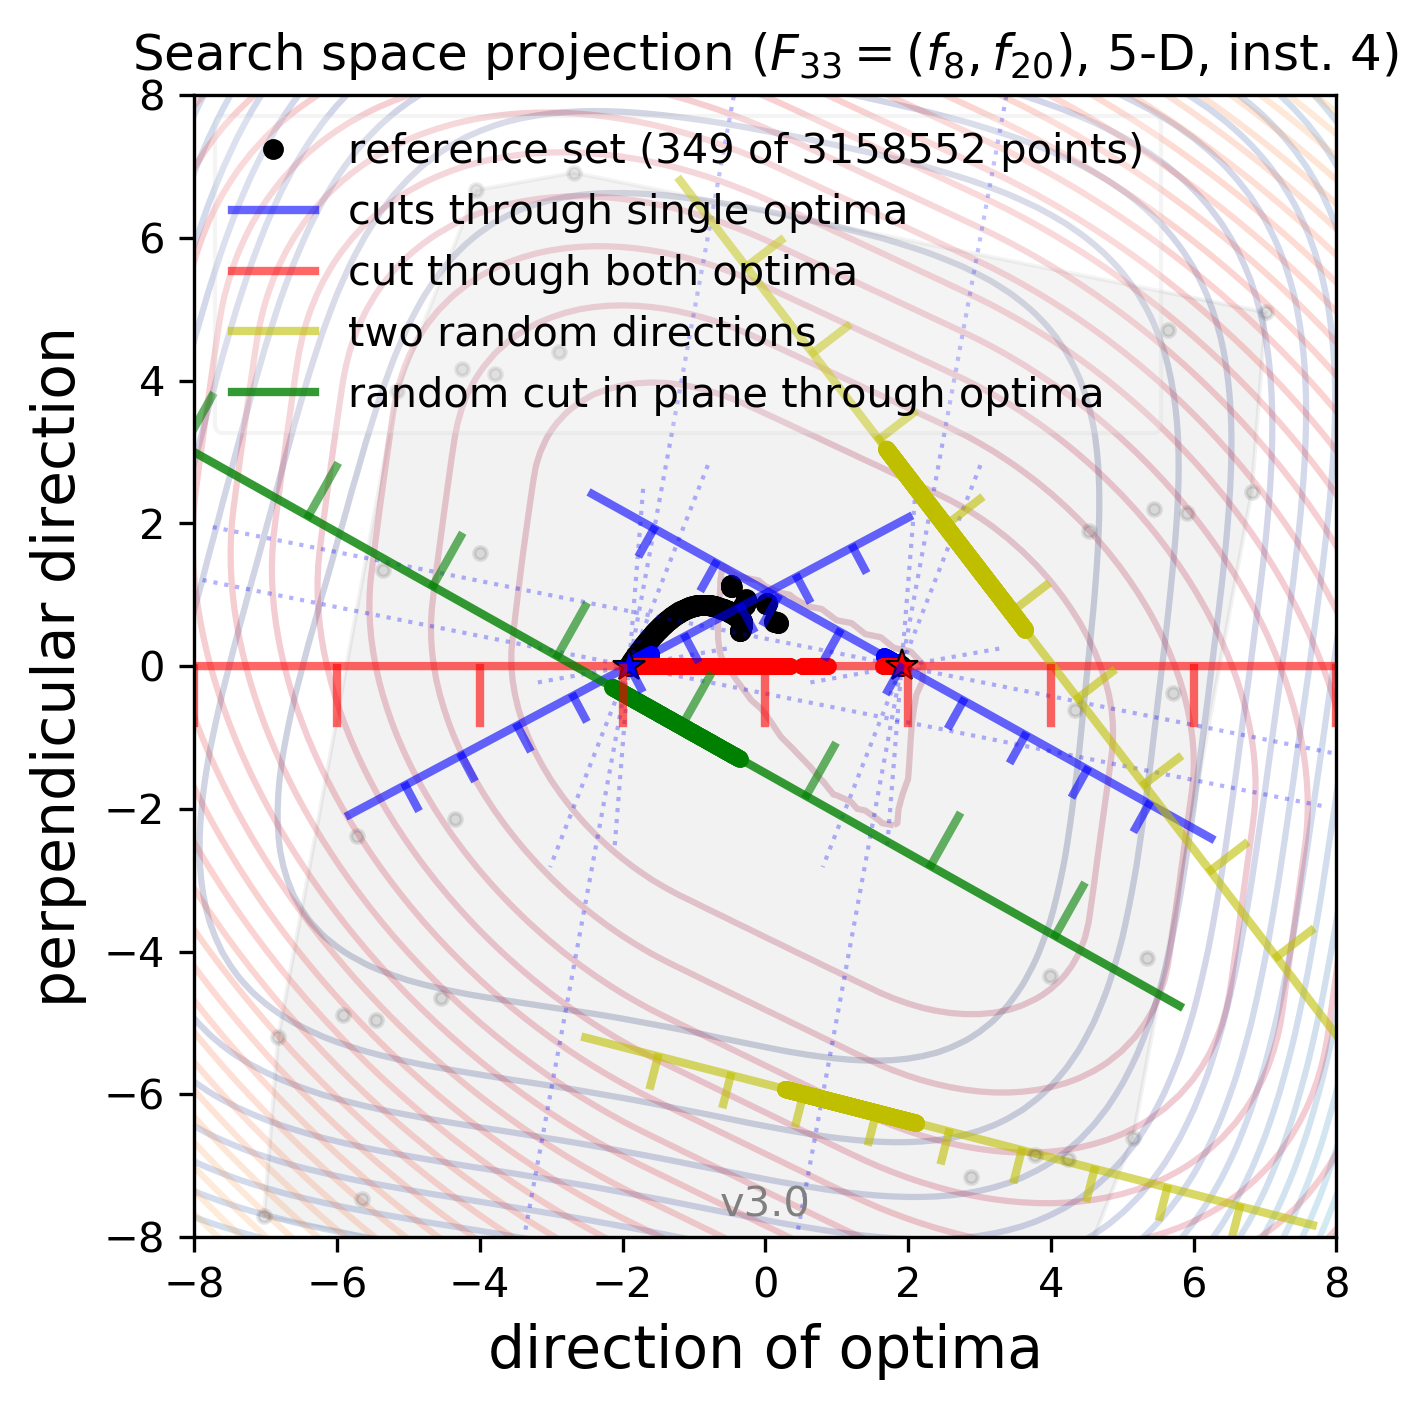 Search space projection (F₃₃ = (f₈, f₂₀), 5-D, inst. 4)
reference set (349 of 3158552 points)
cuts through single optima
cut through both optima
two random directions
random cut in plane through optima
8
6
4
2
0
−2
−4
−6
−8
perpendicular direction
v3.0
−8 −6 −4 −2 0 2 4 6 8
direction of optima